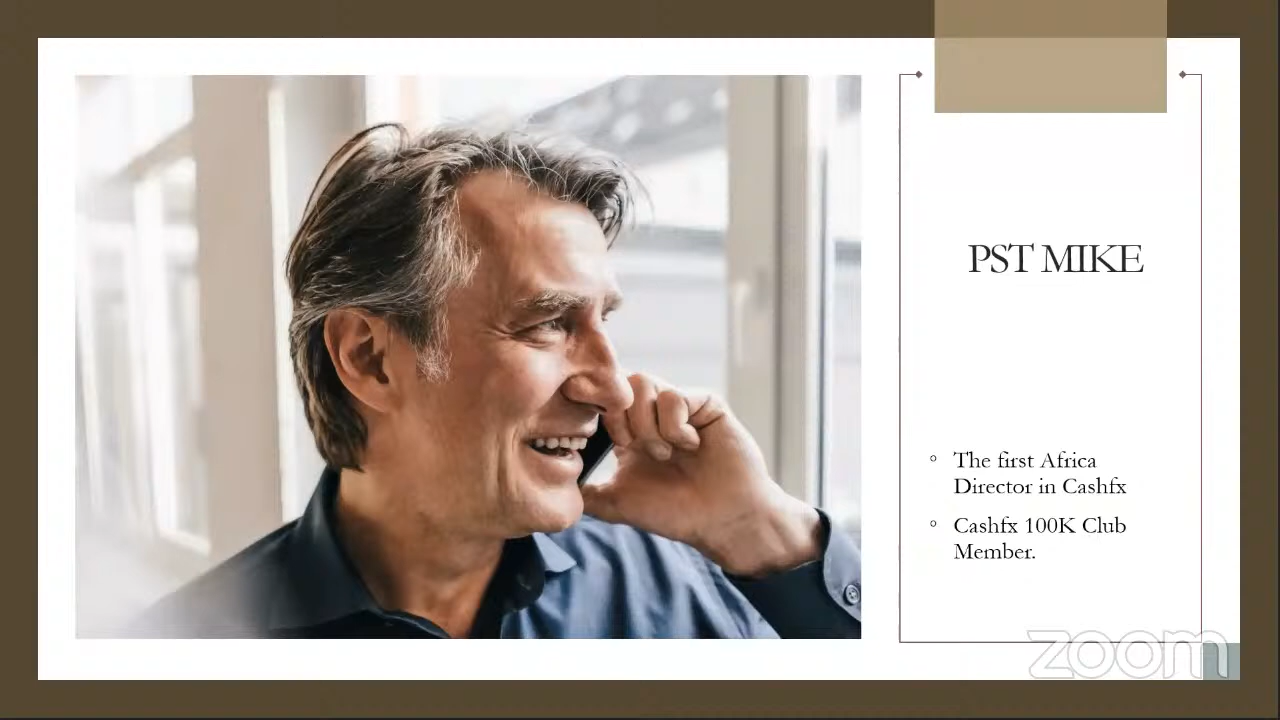 PST MIKE
The first Africa
Director in Cashfx
Cashfx 100K Club
Member.
zoom